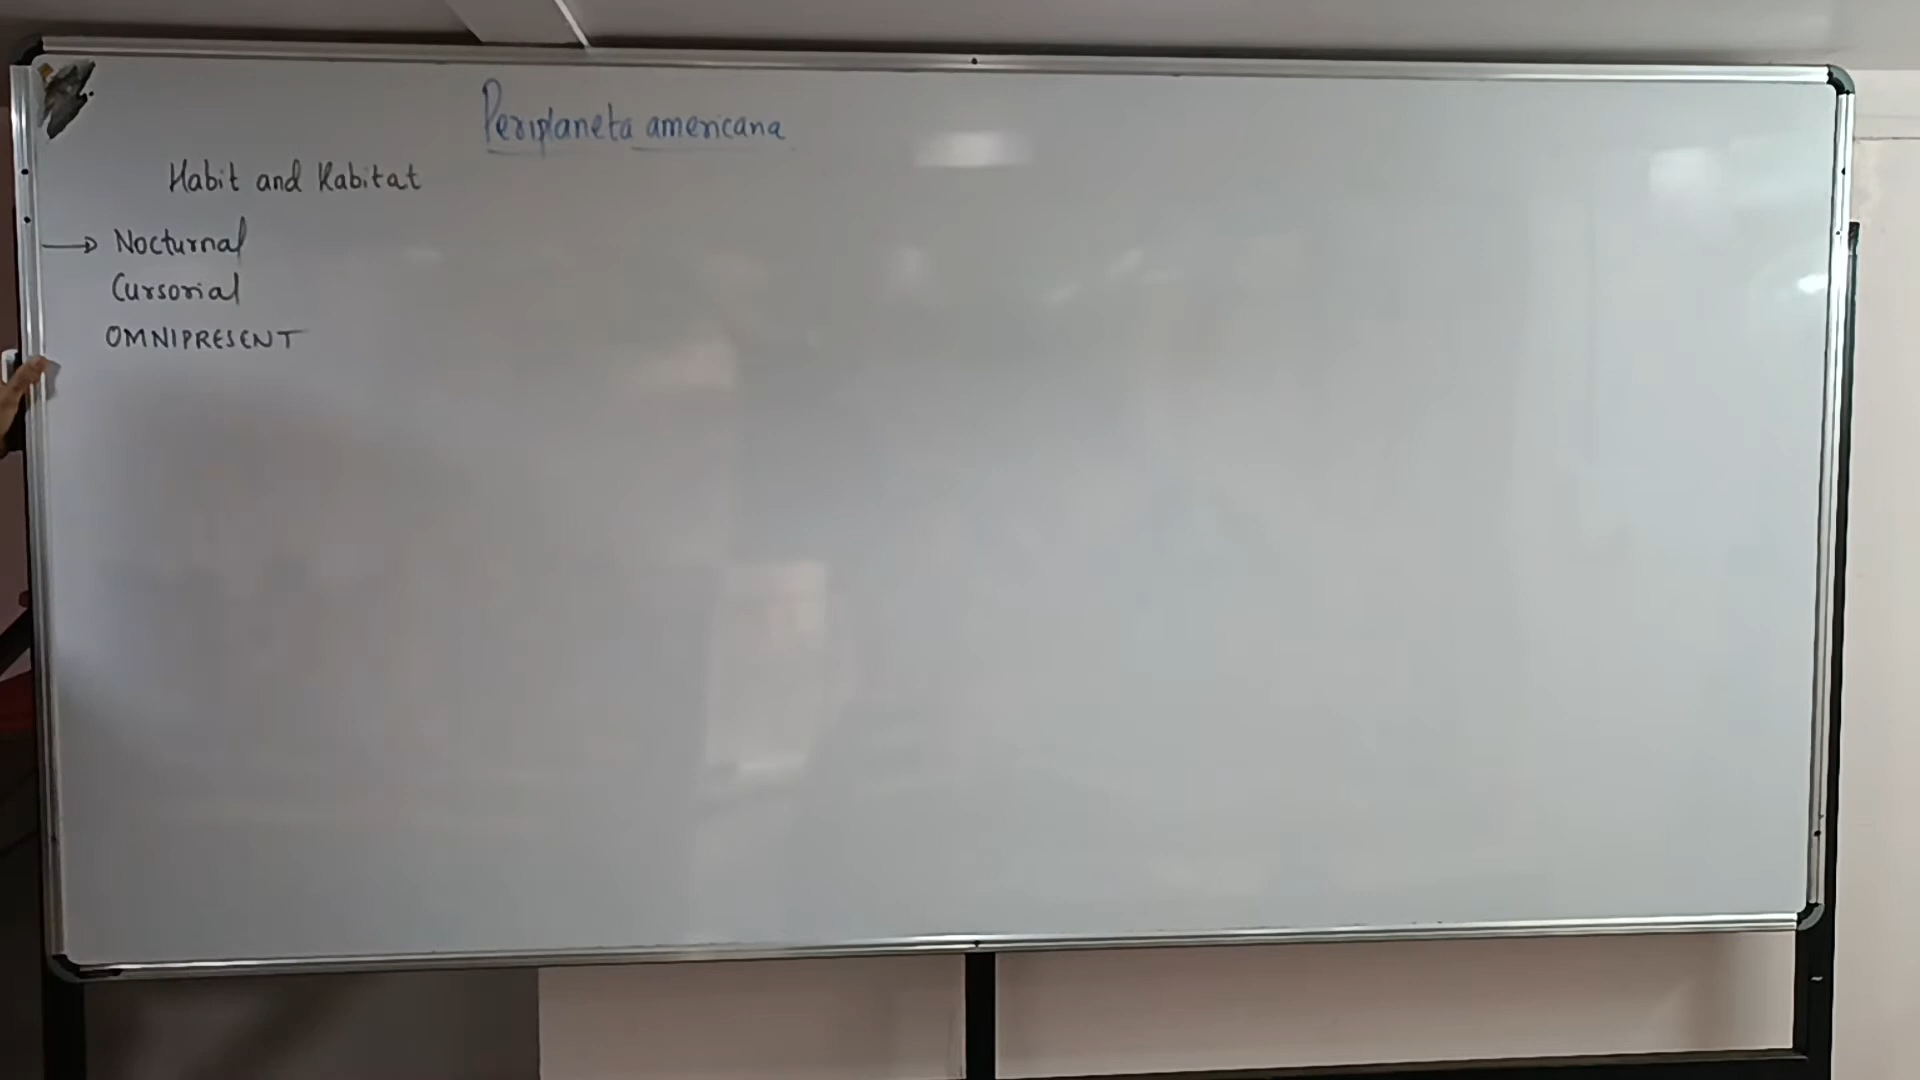 Periplaneta americana
Habit and Habitat
→ Nocturnal
Cursorial
OMNIPRESENT